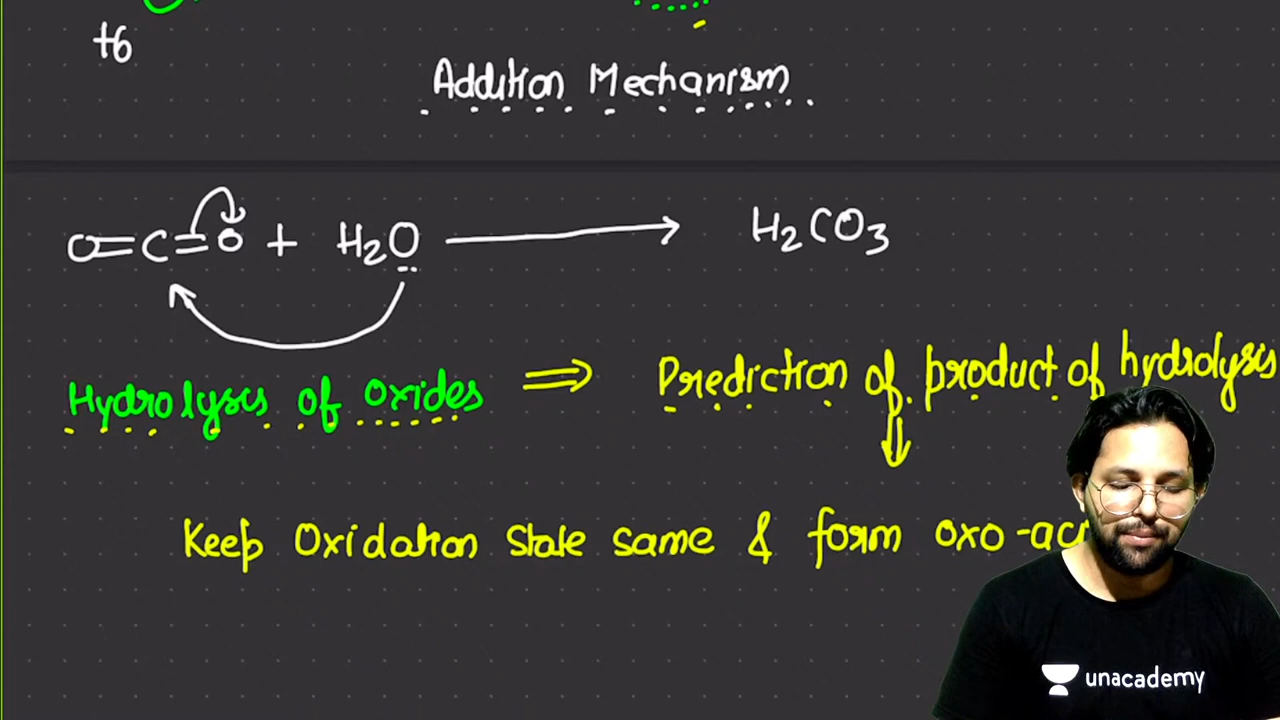 +6
Addition Mechanism
O=C=O + H₂O ⟶ H₂CO₃
Hydrolysis of oxides ⇒ Prediction of product of hydrolysis
⇓
Keep Oxidation State same & form oxo-ac
unacademy